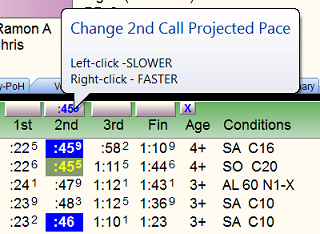 Ramon A
Change 2nd Call Projected Pace
hris
Left-click -SLOWER
Right-click - FASTER
y-PoH
V
ary
:45⁹ X
1st 2nd 3rd Fin Age Conditions
:22⁵ :45⁹ :58² 1:10⁹ 4+ SA C16
:22⁶ :45⁵ 1:11⁵ 1:44⁶ 4+ SO C20
:24¹ :47⁹ 1:12¹ 1:43¹ 3+ AL 60 N1-X
:23⁹ :48³ 1:12⁵ 1:36⁹ 3+ SA C10
:23² :46 1:10¹ 1:23 3+ SA C10